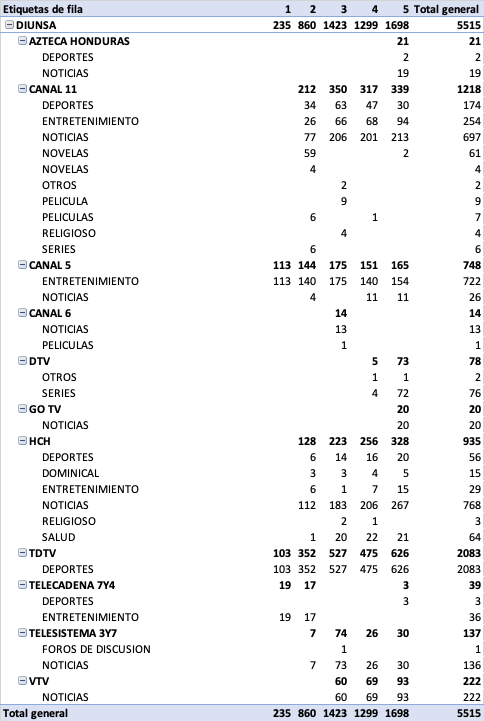 Etiquetas de fila 1 2 3 4 5 Total general
DIUNSA 235 860 1423 1299 1698 5515
AZTECA HONDURAS 21 21
DEPORTES 2 2
NOTICIAS 19 19
CANAL 11 212 350 317 339 1218
DEPORTES 34 63 47 30 174
ENTRETENIMIENTO 26 66 68 94 254
NOTICIAS 77 206 201 213 697
NOVELAS 59 2 61
NOVELAS 4 4
OTROS 2 2
PELICULA 9 9
PELICULAS 6 1 7
RELIGIOSO 4 4
SERIES 6 6
CANAL 5 113 144 175 151 165 748
ENTRETENIMIENTO 113 140 175 140 154 722
NOTICIAS 4 11 11 26
CANAL 6 14 14
NOTICIAS 13 13
PELICULAS 1 1
DTV 5 73 78
OTROS 1 1 2
SERIES 4 72 76
GO TV 20 20
NOTICIAS 20 20
HCH 128 223 256 328 935
DEPORTES 6 14 16 20 56
DOMINICAL 3 3 4 5 15
ENTRETENIMIENTO 6 1 7 15 29
NOTICIAS 112 183 206 267 768
RELIGIOSO 2 1 3
SALUD 1 20 22 21 64
TDTV 103 352 527 475 626 2083
DEPORTES 103 352 527 475 626 2083
TELECADENA 7Y4 19 17 3 39
DEPORTES 3 3
ENTRETENIMIENTO 19 17 36
TELESISTEMA 3Y7 7 74 26 30 137
FOROS DE DISCUSION 1 1
NOTICIAS 7 73 26 30 136
VTV 60 69 93 222
NOTICIAS 60 69 93 222
Total general 235 860 1423 1299 1698 5515